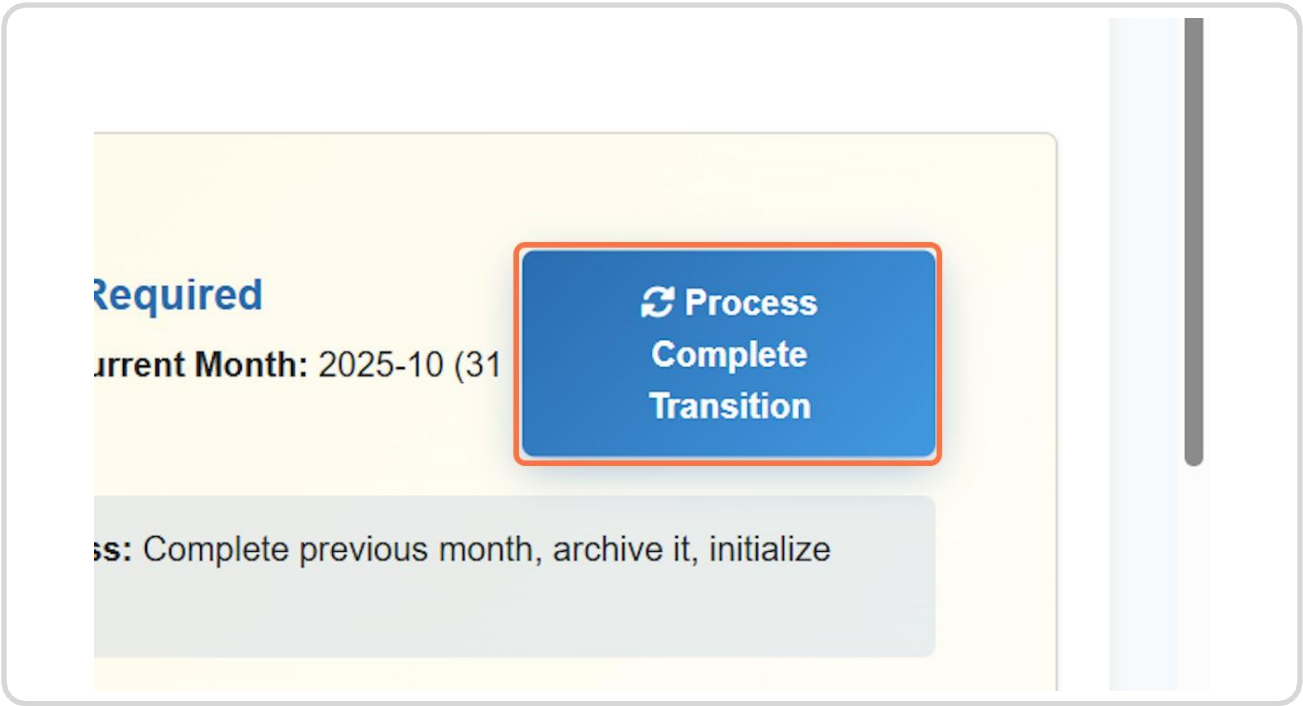 Required
Process
Complete
Transition
urrent Month: 2025-10 (31
ss: Complete previous month, archive it, initialize